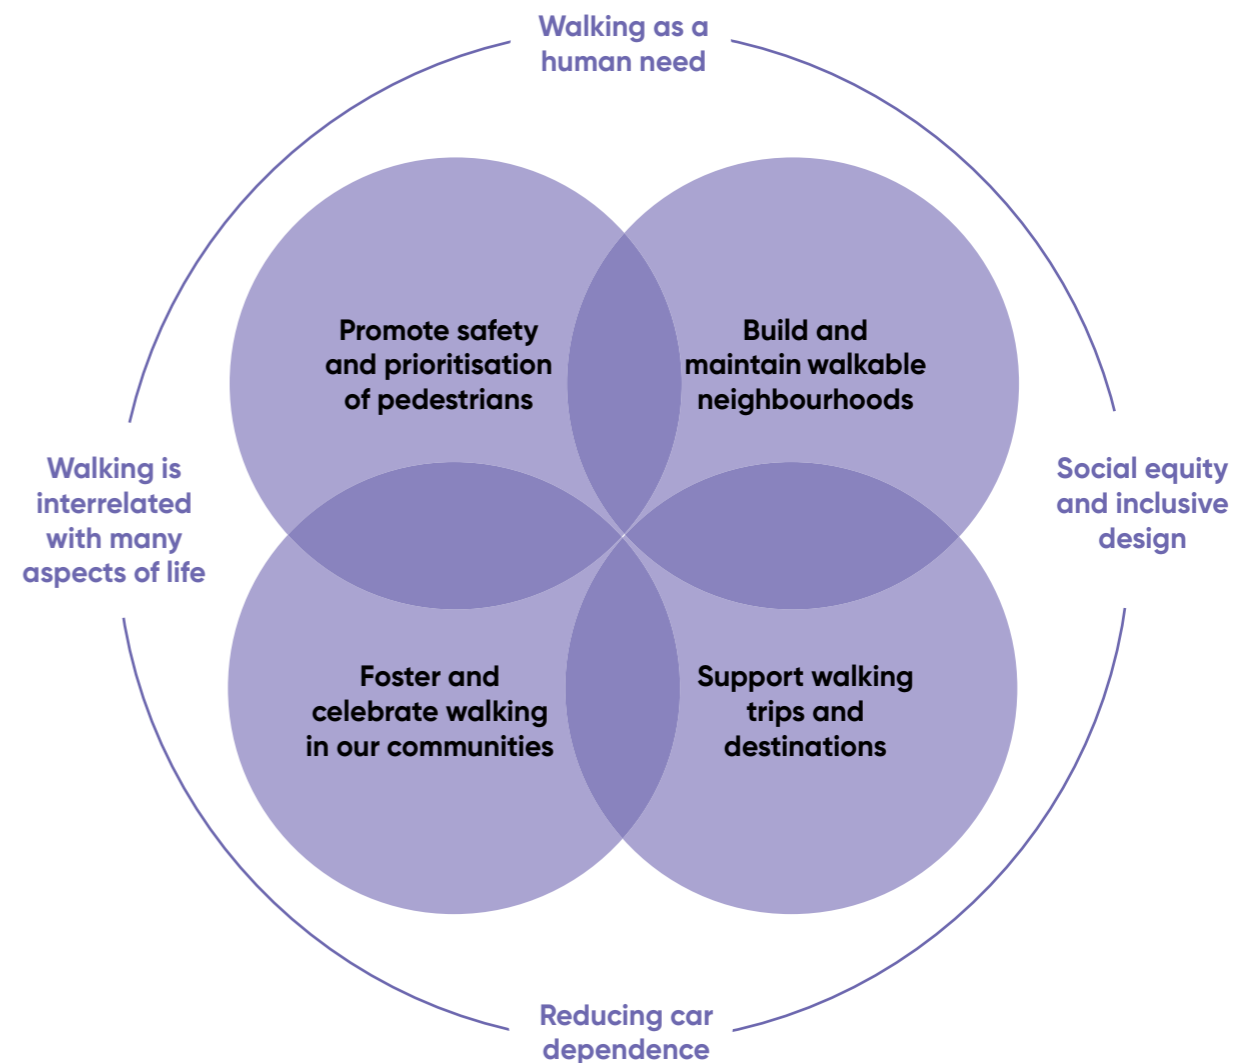 Walking as a
human need
Promote safety
and prioritisation
of pedestrians
Build and
maintain walkable
neighbourhoods
Walking is
interrelated
with many
aspects of life
Social equity
and inclusive
design
Foster and
celebrate walking
in our communities
Support walking
trips and
destinations
Reducing car
dependence